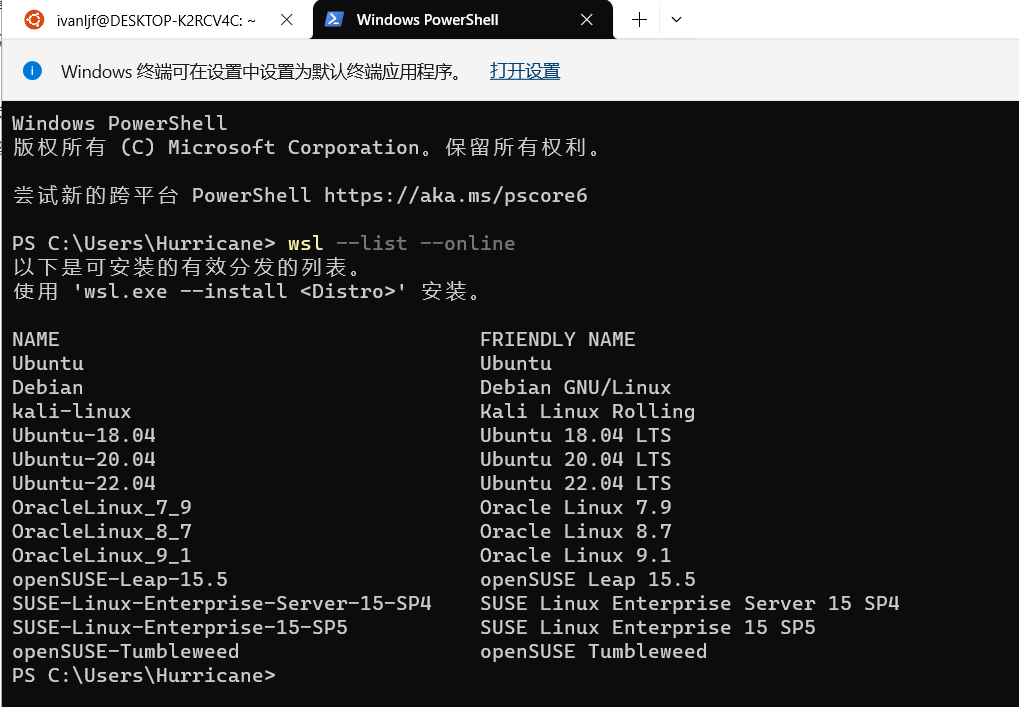 ivanljf@DESKTOP-K2RCV4C: ~
Windows PowerShell
Windows 终端可在设置中设置为默认终端应用程序。 打开设置
Windows PowerShell
版权所有 (C) Microsoft Corporation。保留所有权利。
尝试新的跨平台 PowerShell https://aka.ms/pscore6
PS C:\Users\Hurricane> wsl --list --online
以下是可安装的有效分发的列表。
使用 'wsl.exe --install <Distro>' 安装。
NAME FRIENDLY NAME
Ubuntu Ubuntu
Debian Debian GNU/Linux
kali-linux Kali Linux Rolling
Ubuntu-18.04 Ubuntu 18.04 LTS
Ubuntu-20.04 Ubuntu 20.04 LTS
Ubuntu-22.04 Ubuntu 22.04 LTS
OracleLinux_7_9 Oracle Linux 7.9
OracleLinux_8_7 Oracle Linux 8.7
OracleLinux_9_1 Oracle Linux 9.1
openSUSE-Leap-15.5 openSUSE Leap 15.5
SUSE-Linux-Enterprise-Server-15-SP4 SUSE Linux Enterprise Server 15 SP4
SUSE-Linux-Enterprise-15-SP5 SUSE Linux Enterprise 15 SP5
openSUSE-Tumbleweed openSUSE Tumbleweed
PS C:\Users\Hurricane>